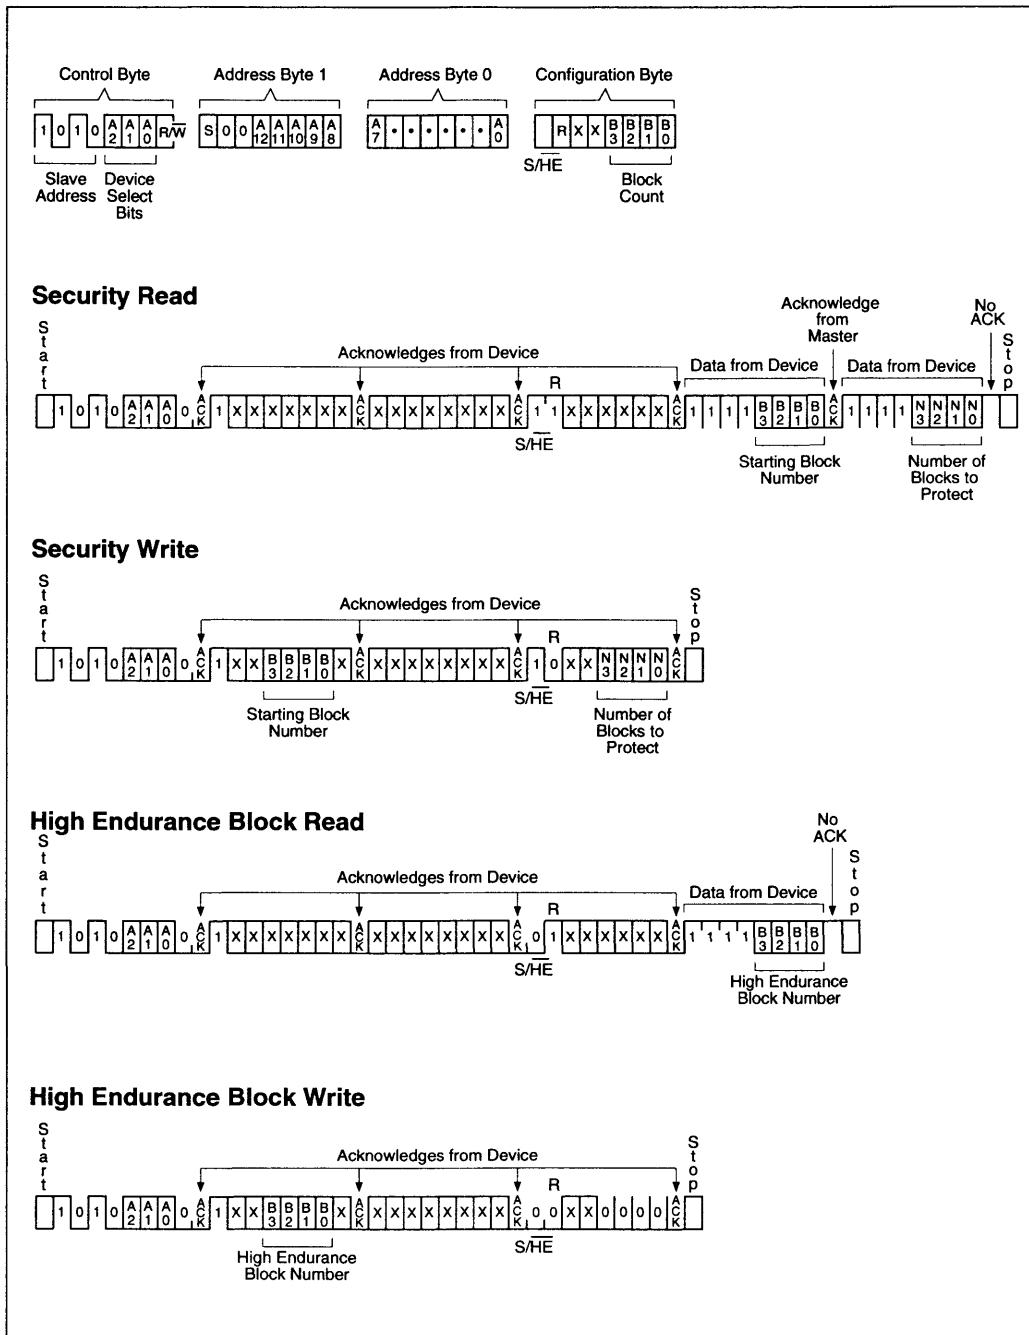 Control Byte Address Byte 1 Address Byte 0 Configuration Byte
1 0 1 0 A2 A1 A0 R/W S 0 0 A12 A11 A10 A9 A8 A7 • • • • • • A0 R X X B3 B2 B1 B0
S/HE
Slave Address Device Select Bits Block Count
Security Read
Acknowledge from Master No ACK
Start Acknowledges from Device R Data from Device Data from Device Stop
1 0 1 0 A2 A1 A0 0 ACK 1 X X X X X X X ACK X X X X X X X X ACK 1 1 X X X X X X ACK 1 1 1 1 B3 B2 B1 B0 ACK 1 1 1 1 N3 N2 N1 N0
S/HE
Starting Block Number Number of Blocks to Protect
Security Write
Start Acknowledges from Device R Stop
1 0 1 0 A2 A1 A0 0 ACK 1 X X B3 B2 B1 B0 X ACK X X X X X X X X ACK 1 0 X X N3 N2 N1 N0 ACK
S/HE
Starting Block Number Number of Blocks to Protect
High Endurance Block Read
No ACK
Start Acknowledges from Device R Data from Device Stop
1 0 1 0 A2 A1 A0 0 ACK 1 X X X X X X X ACK X X X X X X X X ACK 0 1 X X X X X X ACK 1 1 1 1 B3 B2 B1 B0
S/HE
High Endurance Block Number
High Endurance Block Write
Start Acknowledges from Device R Stop
1 0 1 0 A2 A1 A0 0 ACK 1 X X B3 B2 B1 B0 X ACK X X X X X X X X ACK 0 0 X X 0 0 0 0 ACK
S/HE
High Endurance Block Number